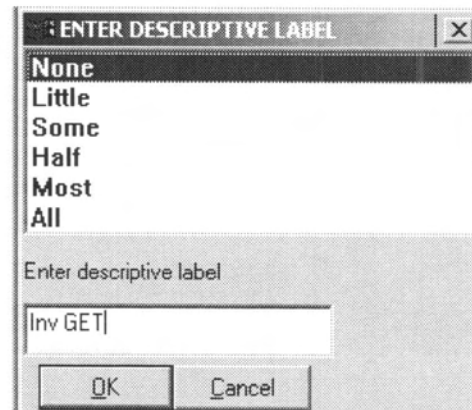 ENTER DESCRIPTIVE LABEL
None
Little
Some
Half
Most
All
Enter descriptive label
Inv GET
OK
Cancel